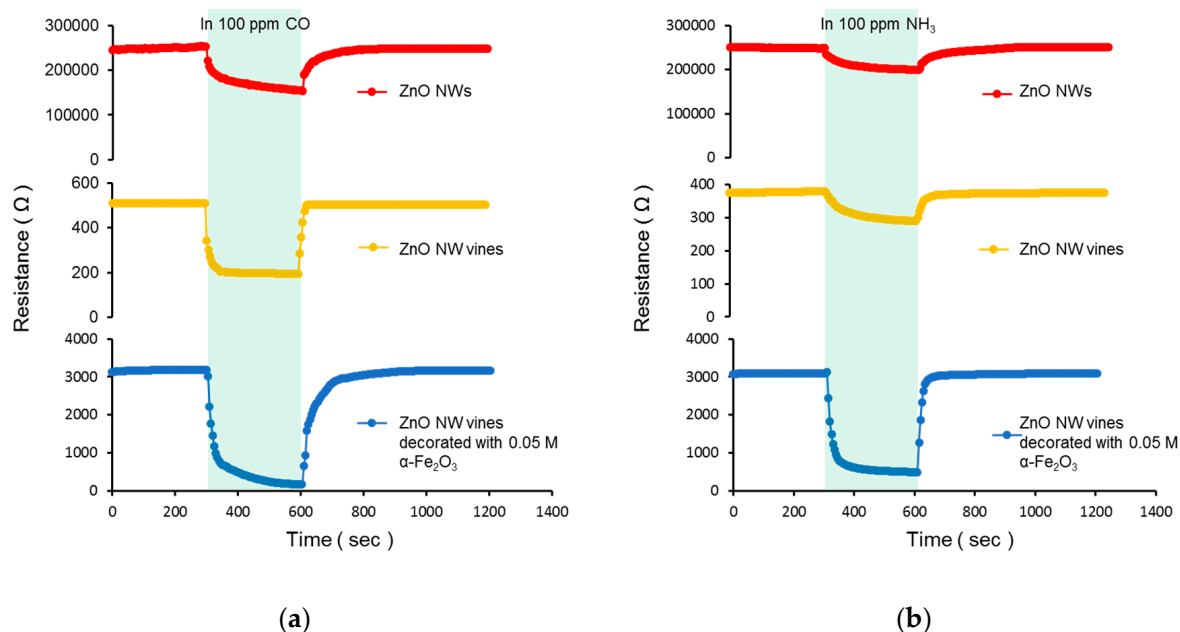 In 100 ppm CO
300000
200000
100000
0
ZnO NWs
600
400
200
0
ZnO NW vines
Resistance ( Ω )
4000
3000
2000
1000
0
ZnO NW vines
decorated with 0.05 M
α-Fe₂O₃
0 200 400 600 800 1000 1200 1400
Time ( sec )
(a)
In 100 ppm NH₃
300000
200000
100000
0
ZnO NWs
400
300
200
400
0
ZnO NW vines
Resistance ( Ω )
4000
3000
2000
1000
0
ZnO NW vines
decorated with 0.05 M
α-Fe₂O₃
0 200 400 600 800 1000 1200 1400
Time ( sec )
(b)